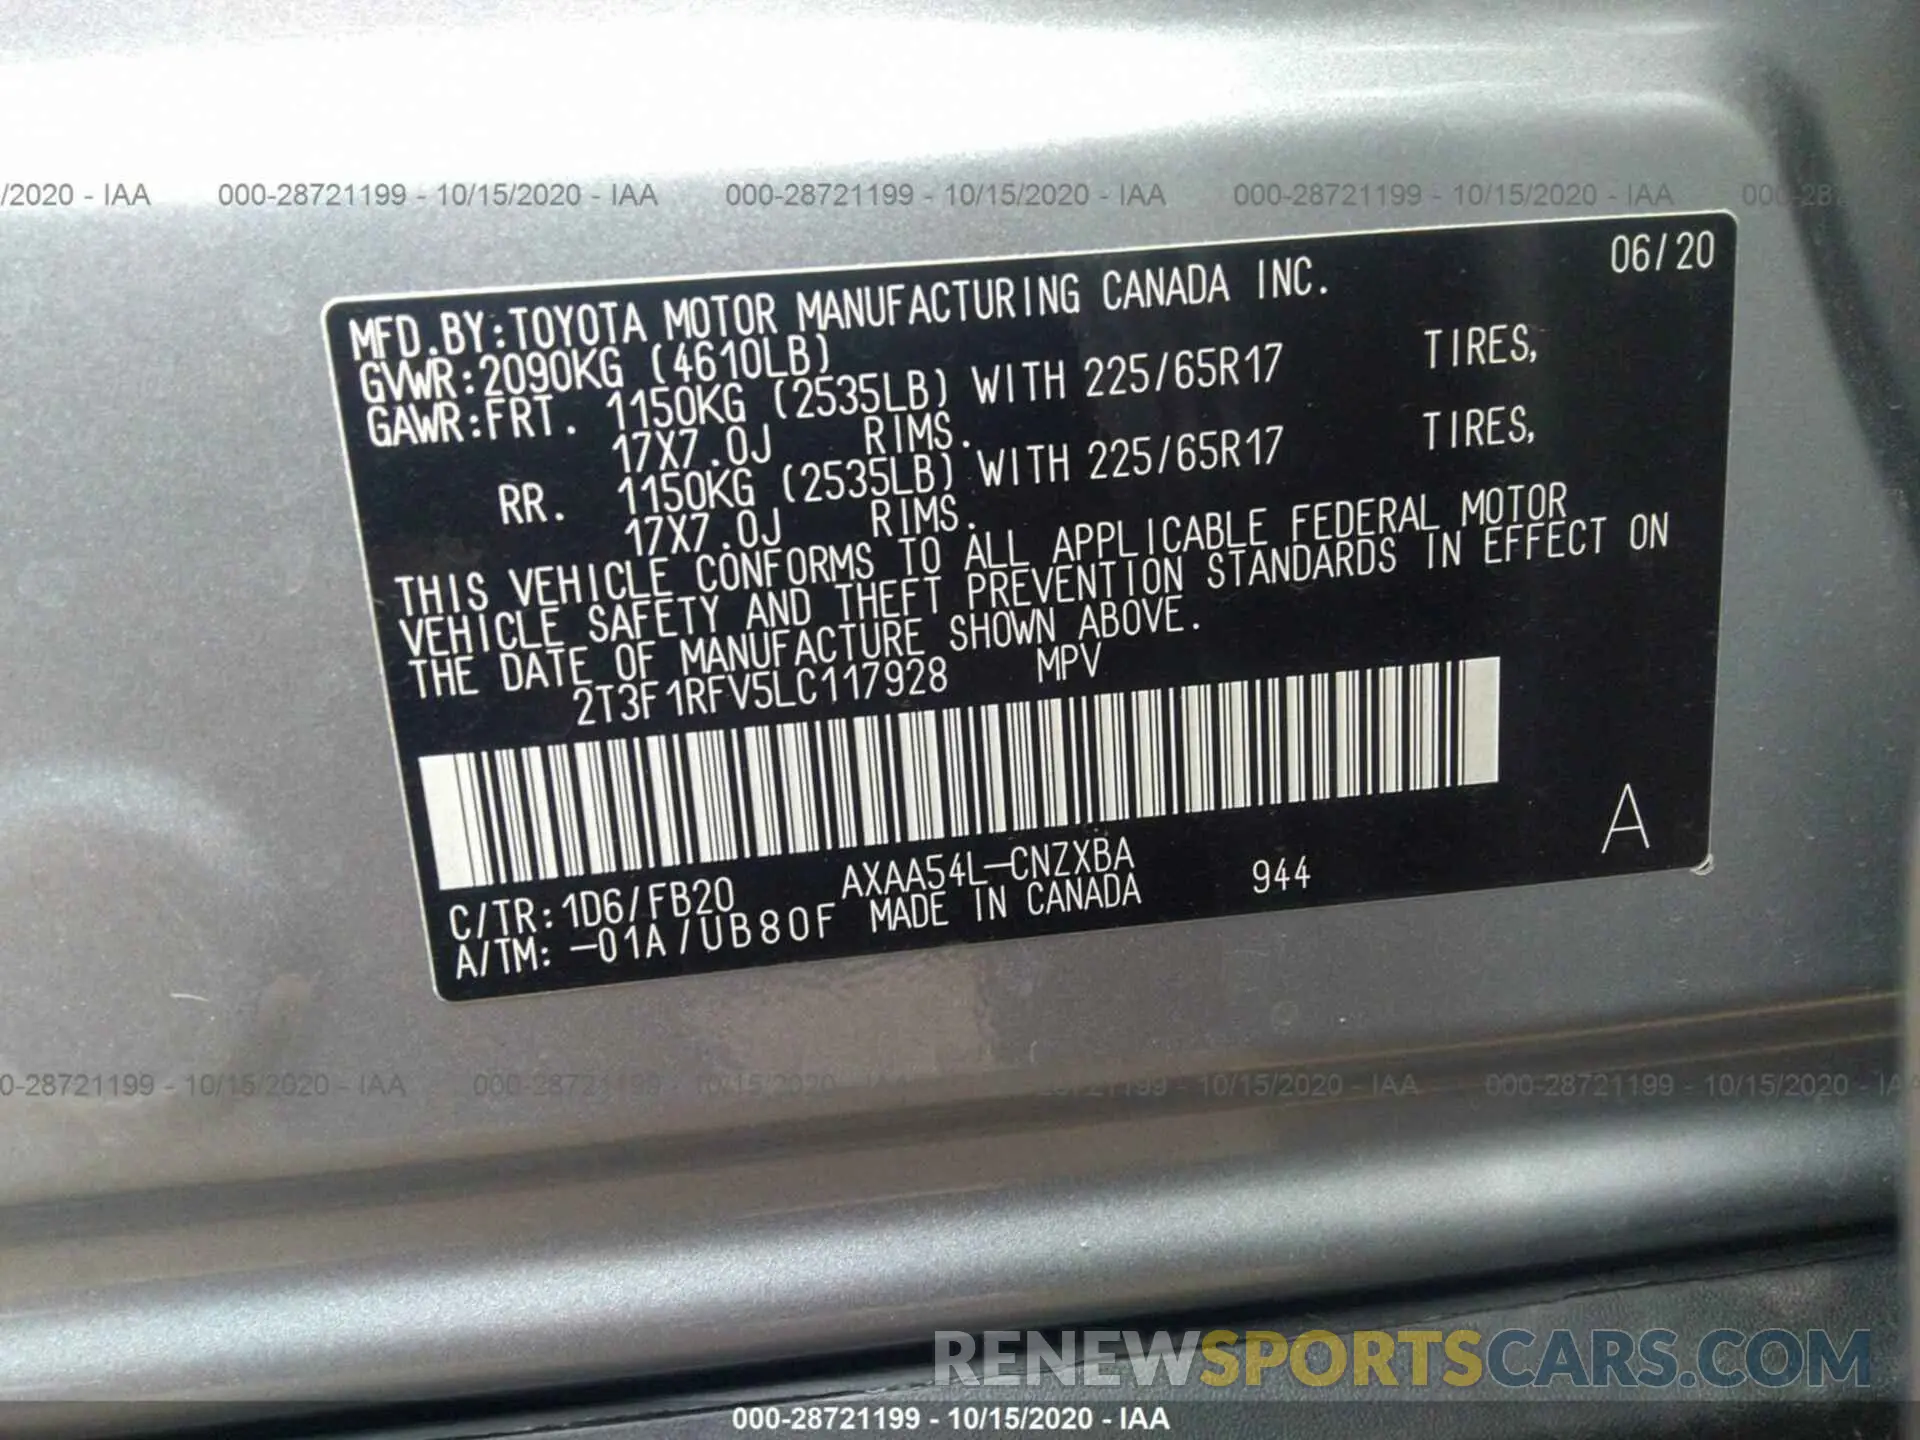 /2020 - IAA 000-28721199 - 10/15/2020 - IAA 000-28721199 - 10/15/2020 - IAA 000-28721199 - 10/15/2020 - IAA 000-28
06/20
MFD.BY:TOYOTA MOTOR MANUFACTURING CANADA INC.
GVWR:2090KG (4610LB)
GAWR:FRT. 1150KG (2535LB) WITH 225/65R17 TIRES,
17X7.0J RIMS.
RR. 1150KG (2535LB) WITH 225/65R17 TIRES,
17X7.0J RIMS.
THIS VEHICLE CONFORMS TO ALL APPLICABLE FEDERAL MOTOR
VEHICLE SAFETY AND THEFT PREVENTION STANDARDS IN EFFECT ON
THE DATE OF MANUFACTURE SHOWN ABOVE.
2T3F1RFV5LC117928 MPV
A
C/TR:1D6/FB20 AXAA54L-CNZXBA 944
A/TM:-01A/UB80F MADE IN CANADA
0-28721199 - 10/15/2020 - IAA 000-28721199 - 10/15/2020 - 28721199 - 10/15/2020 - IAA 000-28721199 - 10/15/2020 - IAA
RENEWSPORTSCARS.COM
000-28721199 - 10/15/2020 - IAA